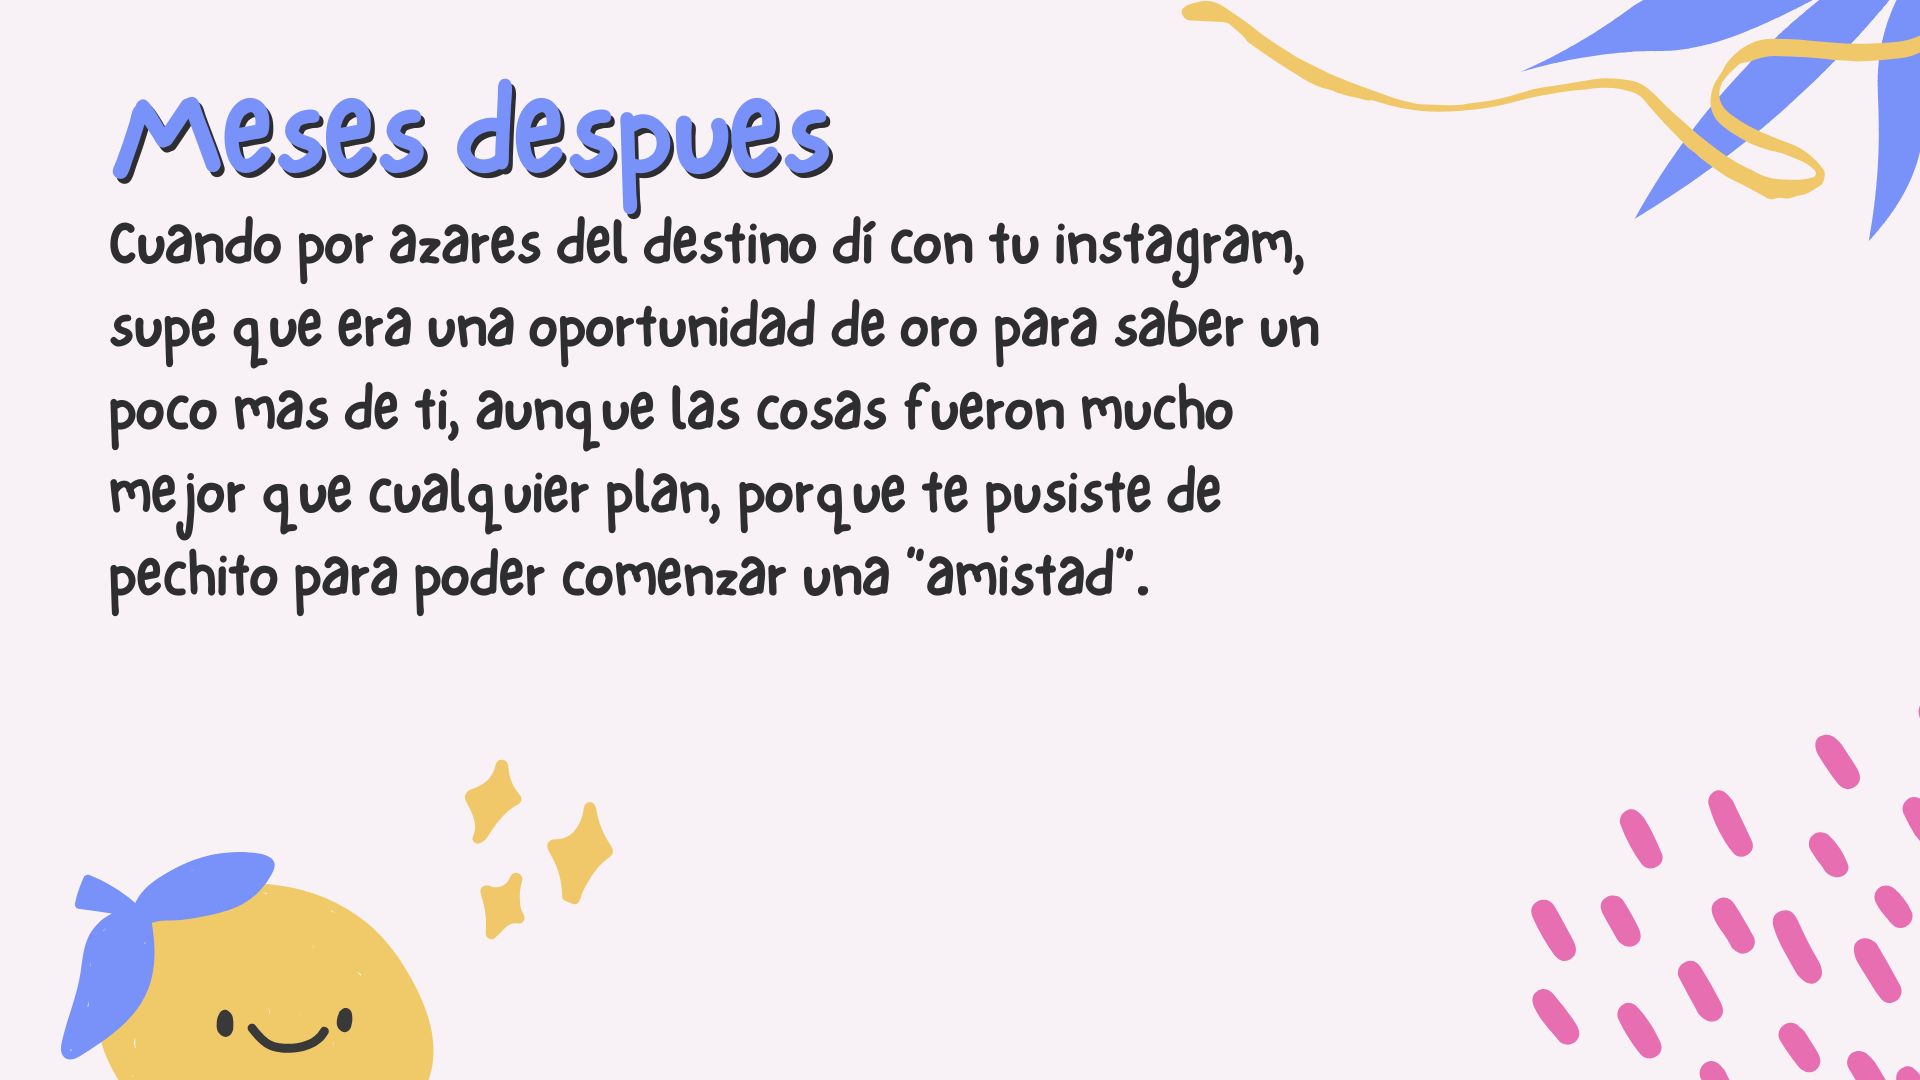 Meses despues
Cuando por azares del destino dí con tu instagram,
supe que era una oportunidad de oro para saber un
poco mas de ti, aunque las cosas fueron mucho
mejor que cualquier plan, porque te pusiste de
pechito para poder comenzar una "amistad".